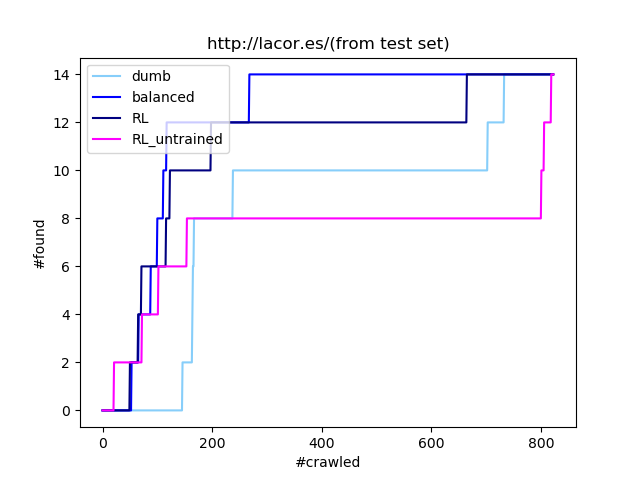 http://lacor.es/(from test set)
dumb
balanced
RL
RL_untrained
#found
14
12
10
8
6
4
2
0
0 200 400 600 800
#crawled